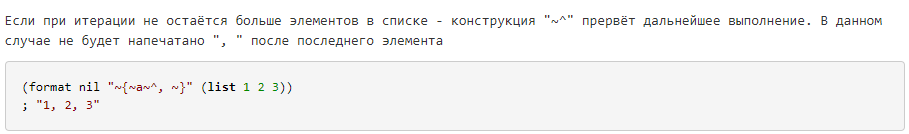 Если при итерации не остаётся больше элементов в списке - конструкция "~^" прервёт дальнейшее выполнение. В данном
случае не будет напечатано ", " после последнего элемента
(format nil "~{~a~^, ~}" (list 1 2 3))
; "1, 2, 3"